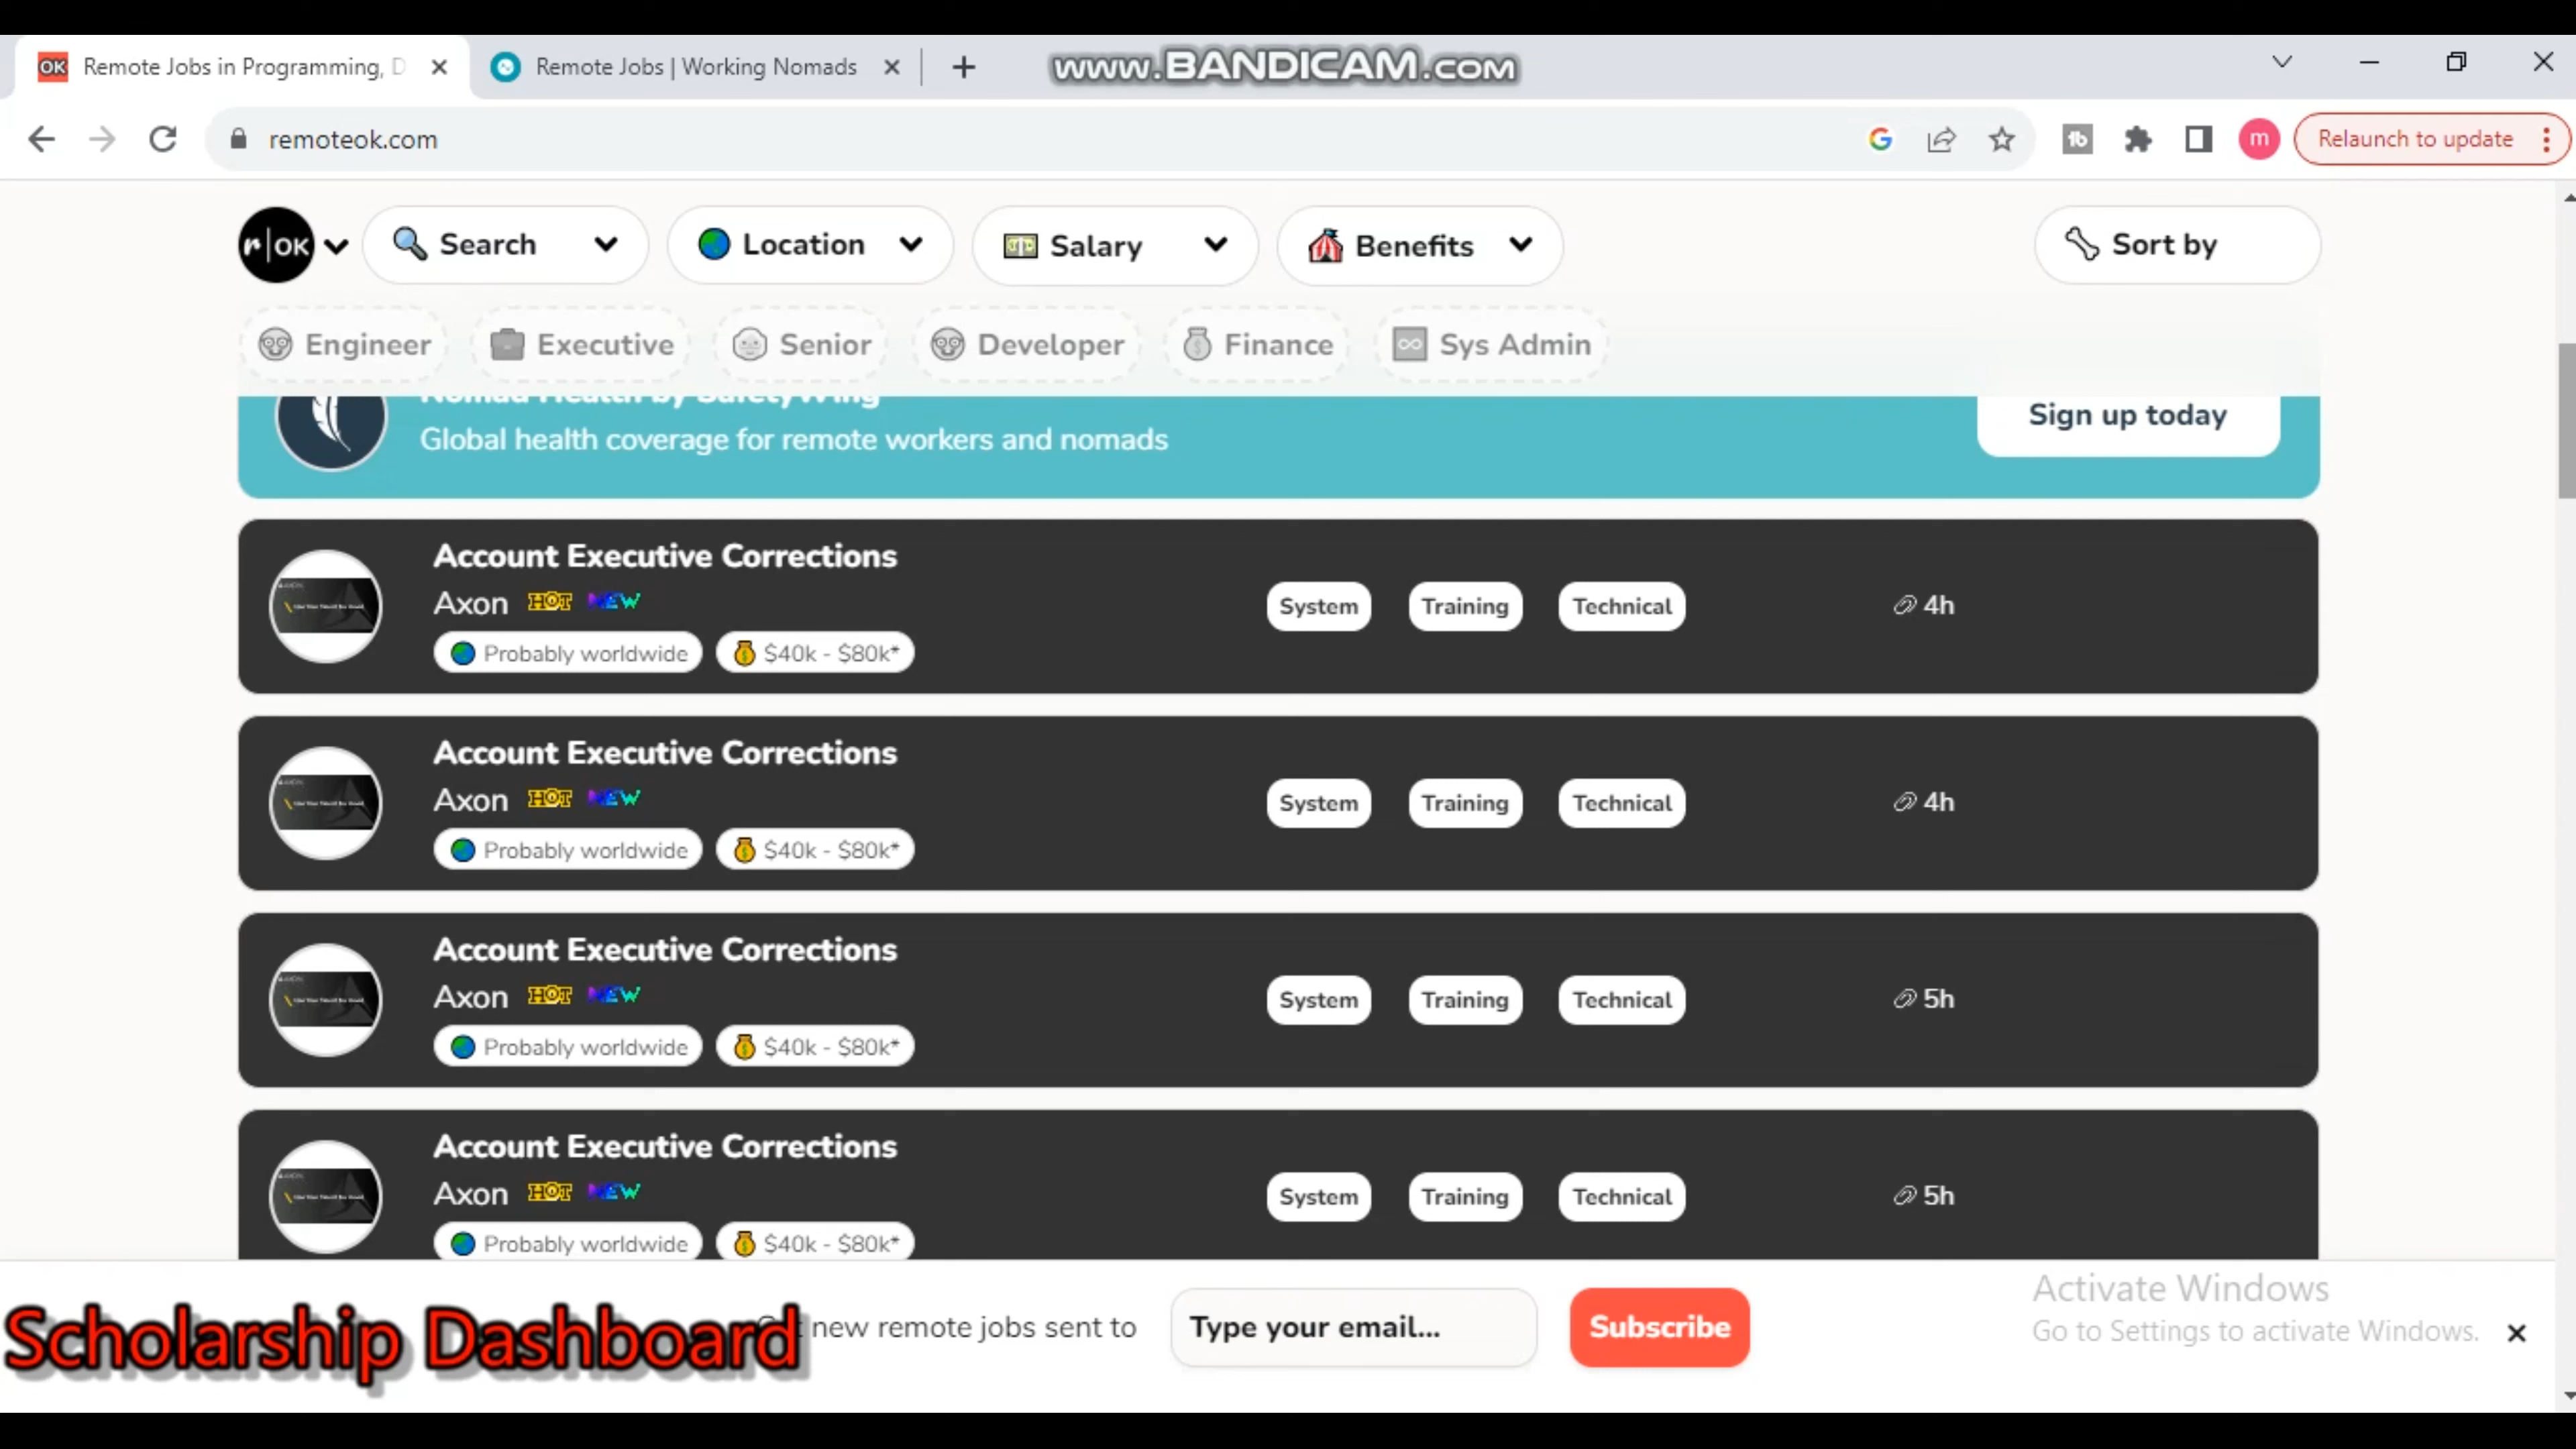 OK Remote Jobs in Programming, D
Remote Jobs | Working Nomads
www.BANDICAM.com
remoteok.com
Relaunch to update
m
r|OK
Search
Location
Salary
Benefits
Sort by
Engineer
Executive
Senior
Developer
Finance
Sys Admin
Nomad Health by SafetyWing
Global health coverage for remote workers and nomads
Sign up today
Account Executive Corrections
Axon HOT NEW
Probably worldwide $40k - $80k*
System Training Technical 4h
Account Executive Corrections
Axon HOT NEW
Probably worldwide $40k - $80k*
System Training Technical 4h
Account Executive Corrections
Axon HOT NEW
Probably worldwide $40k - $80k*
System Training Technical 5h
Account Executive Corrections
Axon HOT NEW
Probably worldwide $40k - $80k*
System Training Technical 5h
Scholarship Dashboard
new remote jobs sent to
Type your email...
Subscribe
Activate Windows
Go to Settings to activate Windows.